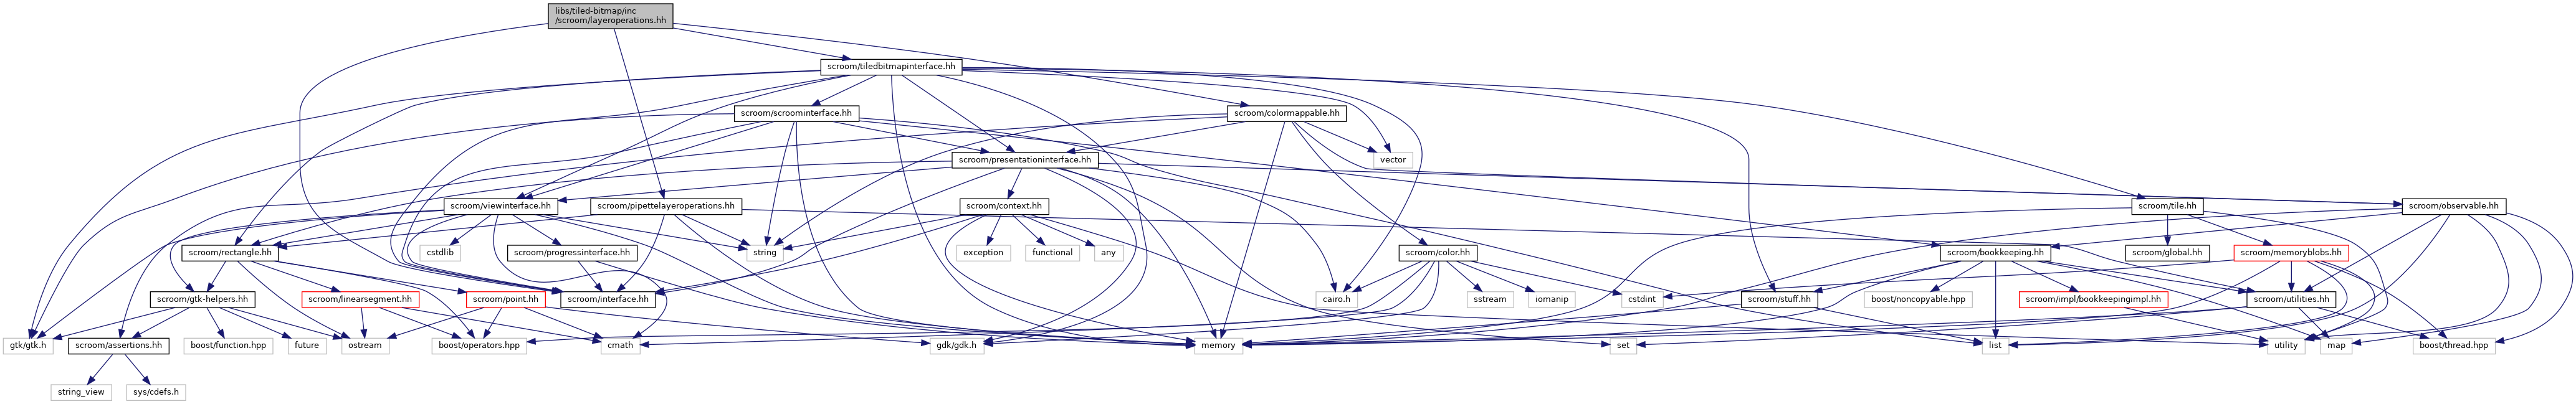 libs/tiled-bitmap/inc
/scroom/layeroperations.hh
scroom/tiledbitmapinterface.hh
scroom/scroominterface.hh
scroom/colormappable.hh
scroom/presentationinterface.hh
vector
scroom/viewinterface.hh
scroom/pipettelayeroperations.hh
scroom/context.hh
scroom/tile.hh
scroom/observable.hh
scroom/rectangle.hh
cstdlib
scroom/progressinterface.hh
string
exception
functional
any
scroom/color.hh
scroom/bookkeeping.hh
scroom/global.hh
scroom/memoryblobs.hh
scroom/gtk-helpers.hh
scroom/linearsegment.hh
scroom/point.hh
scroom/interface.hh
cairo.h
sstream
iomanip
cstdint
scroom/stuff.hh
boost/noncopyable.hpp
scroom/impl/bookkeepingimpl.hh
scroom/utilities.hh
gtk/gtk.h
scroom/assertions.hh
boost/function.hpp
future
ostream
boost/operators.hpp
cmath
gdk/gdk.h
memory
set
list
utility
map
boost/thread.hpp
string_view
sys/cdefs.h